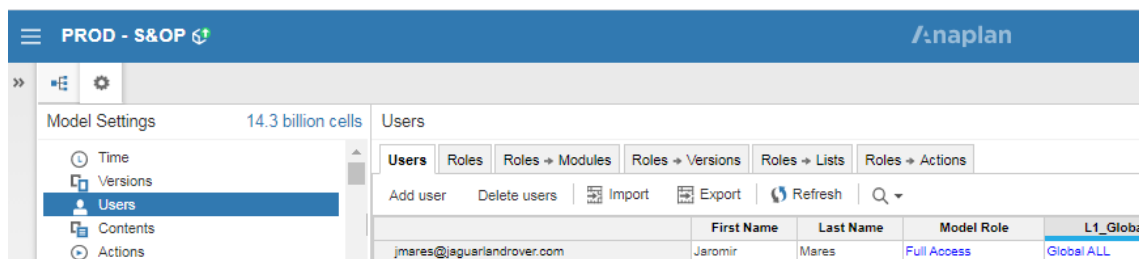 PROD - S&OP
Anaplan
Model Settings 14.3 billion cells
Users
Time
Versions
Users
Contents
Actions
Users Roles Roles → Modules Roles → Versions Roles → Lists Roles → Actions
Add user Delete users Import Export Refresh
First Name Last Name Model Role L1_Globa
jmares@jaguarlandrover.com Jaromir Mares Full Access Global ALL